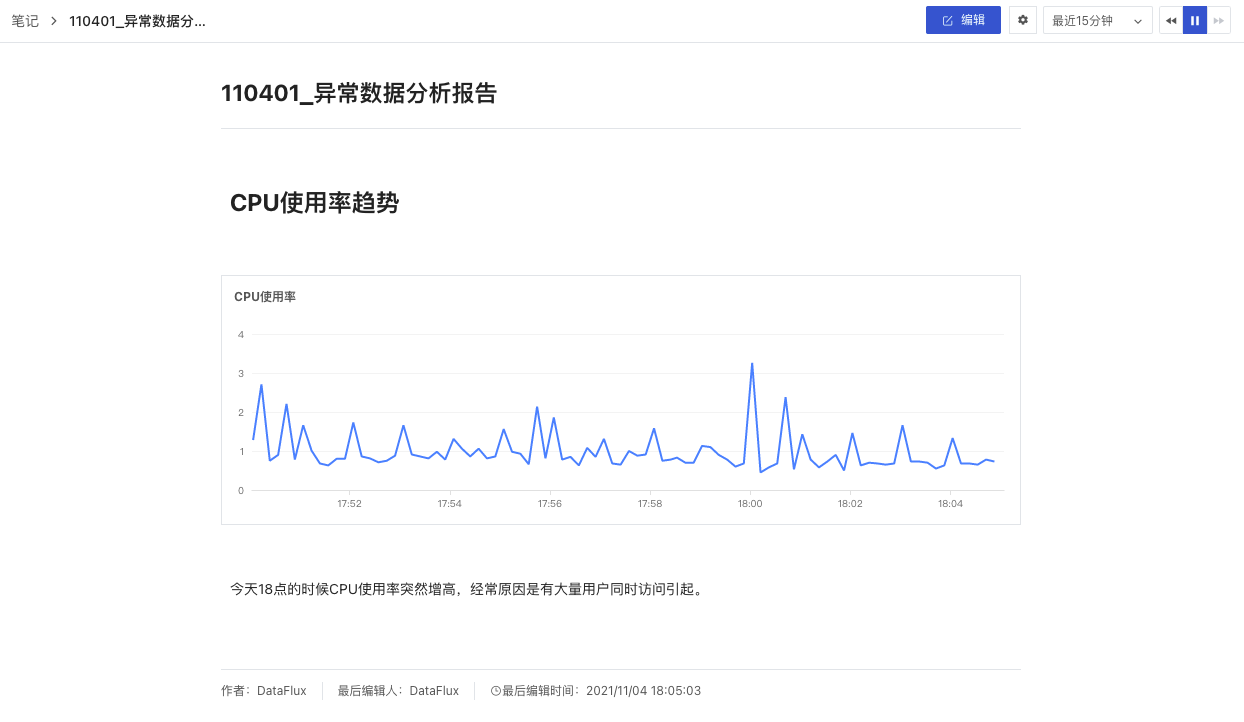 笔记
110401_异常数据分...
编辑
最近15分钟
110401_异常数据分析报告
CPU使用率趋势
CPU使用率
4
3
2
1
0
17:52 17:54 17:56 17:58 18:00 18:02 18:04
今天18点的时候CPU使用率突然增高，经常原因是有大量用户同时访问引起。
作者：DataFlux 最后编辑人：DataFlux 最后编辑时间：2021/11/04 18:05:03